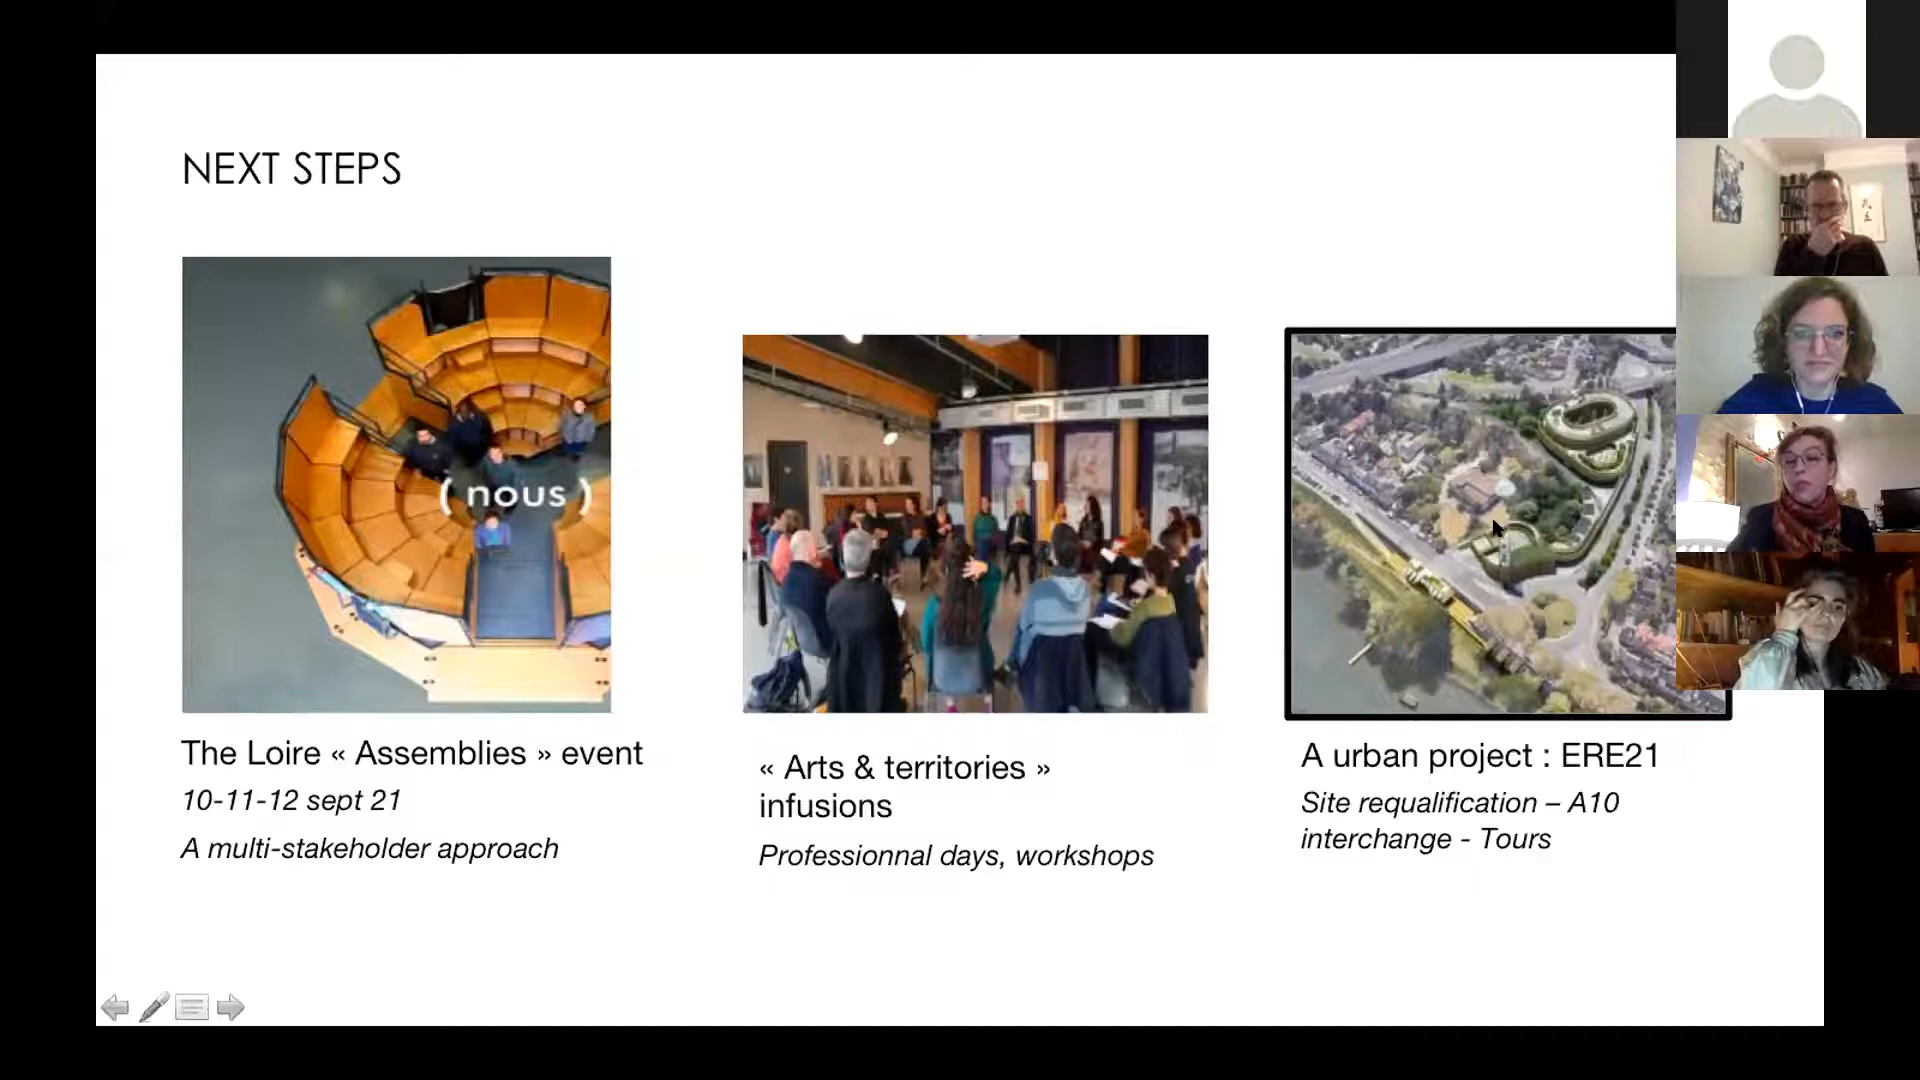 NEXT STEPS
( nous )
The Loire « Assemblies » event
10-11-12 sept 21
A multi-stakeholder approach
« Arts & territories »
infusions
Professionnal days, workshops
A urban project : ERE21
Site requalification – A10
interchange - Tours